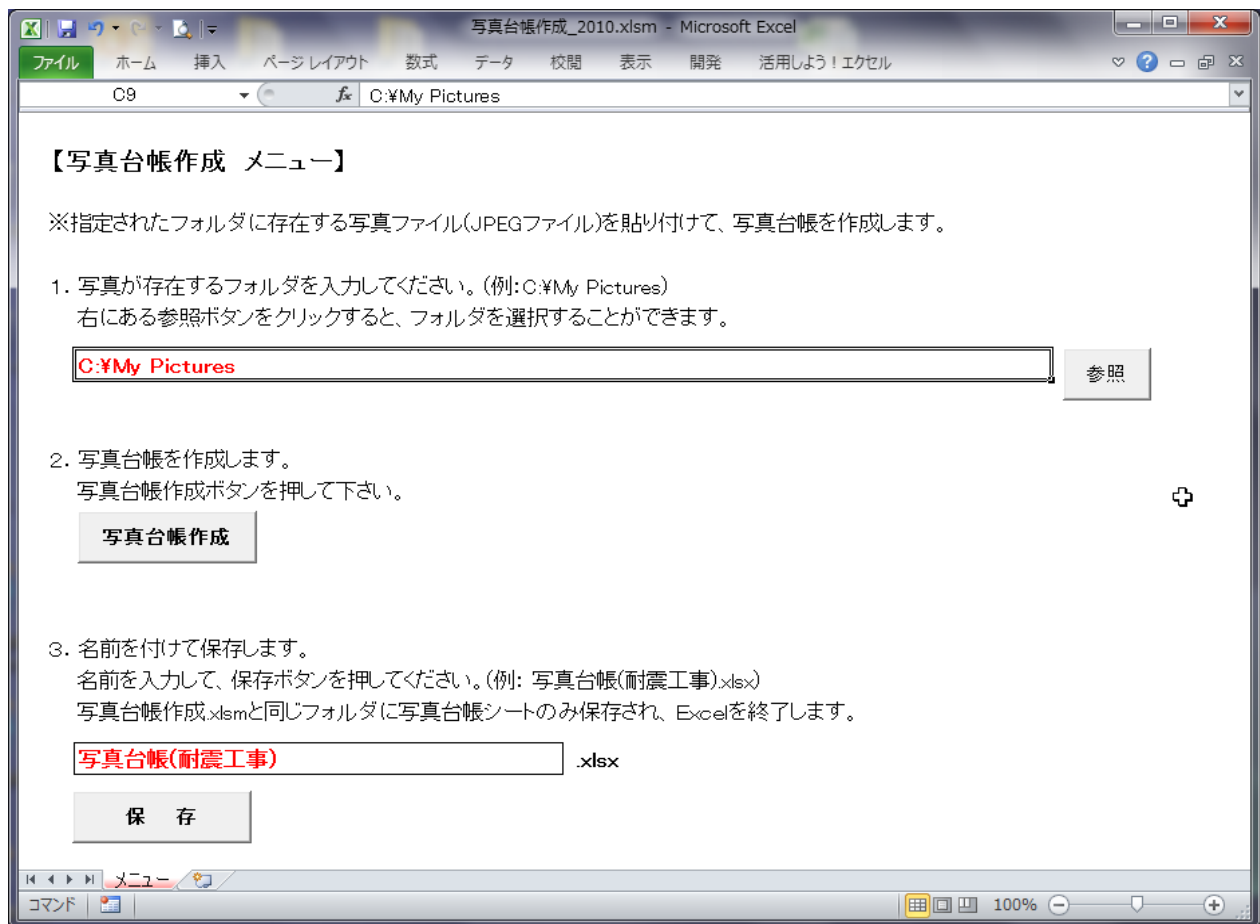 写真台帳作成_2010.xlsm - Microsoft Excel
ファイル ホーム 挿入 ページ レイアウト 数式 データ 校閲 表示 開発 活用しよう!エクセル
C9 fx C:¥My Pictures
【写真台帳作成 メニュー】
※指定されたフォルダに存在する写真ファイル(JPEGファイル)を貼り付けて、写真台帳を作成します。
1. 写真が存在するフォルダを入力してください。(例:C:¥My Pictures)
右にある参照ボタンをクリックすると、フォルダを選択することができます。
C:¥My Pictures 参照
2. 写真台帳を作成します。
写真台帳作成ボタンを押して下さい。
写真台帳作成
3. 名前を付けて保存します。
名前を入力して、保存ボタンを押してください。(例: 写真台帳(耐震工事).xlsx)
写真台帳作成.xlsmと同じフォルダに写真台帳シートのみ保存され、Excelを終了します。
写真台帳(耐震工事) .xlsx
保 存
メニュー
コマンド 100%